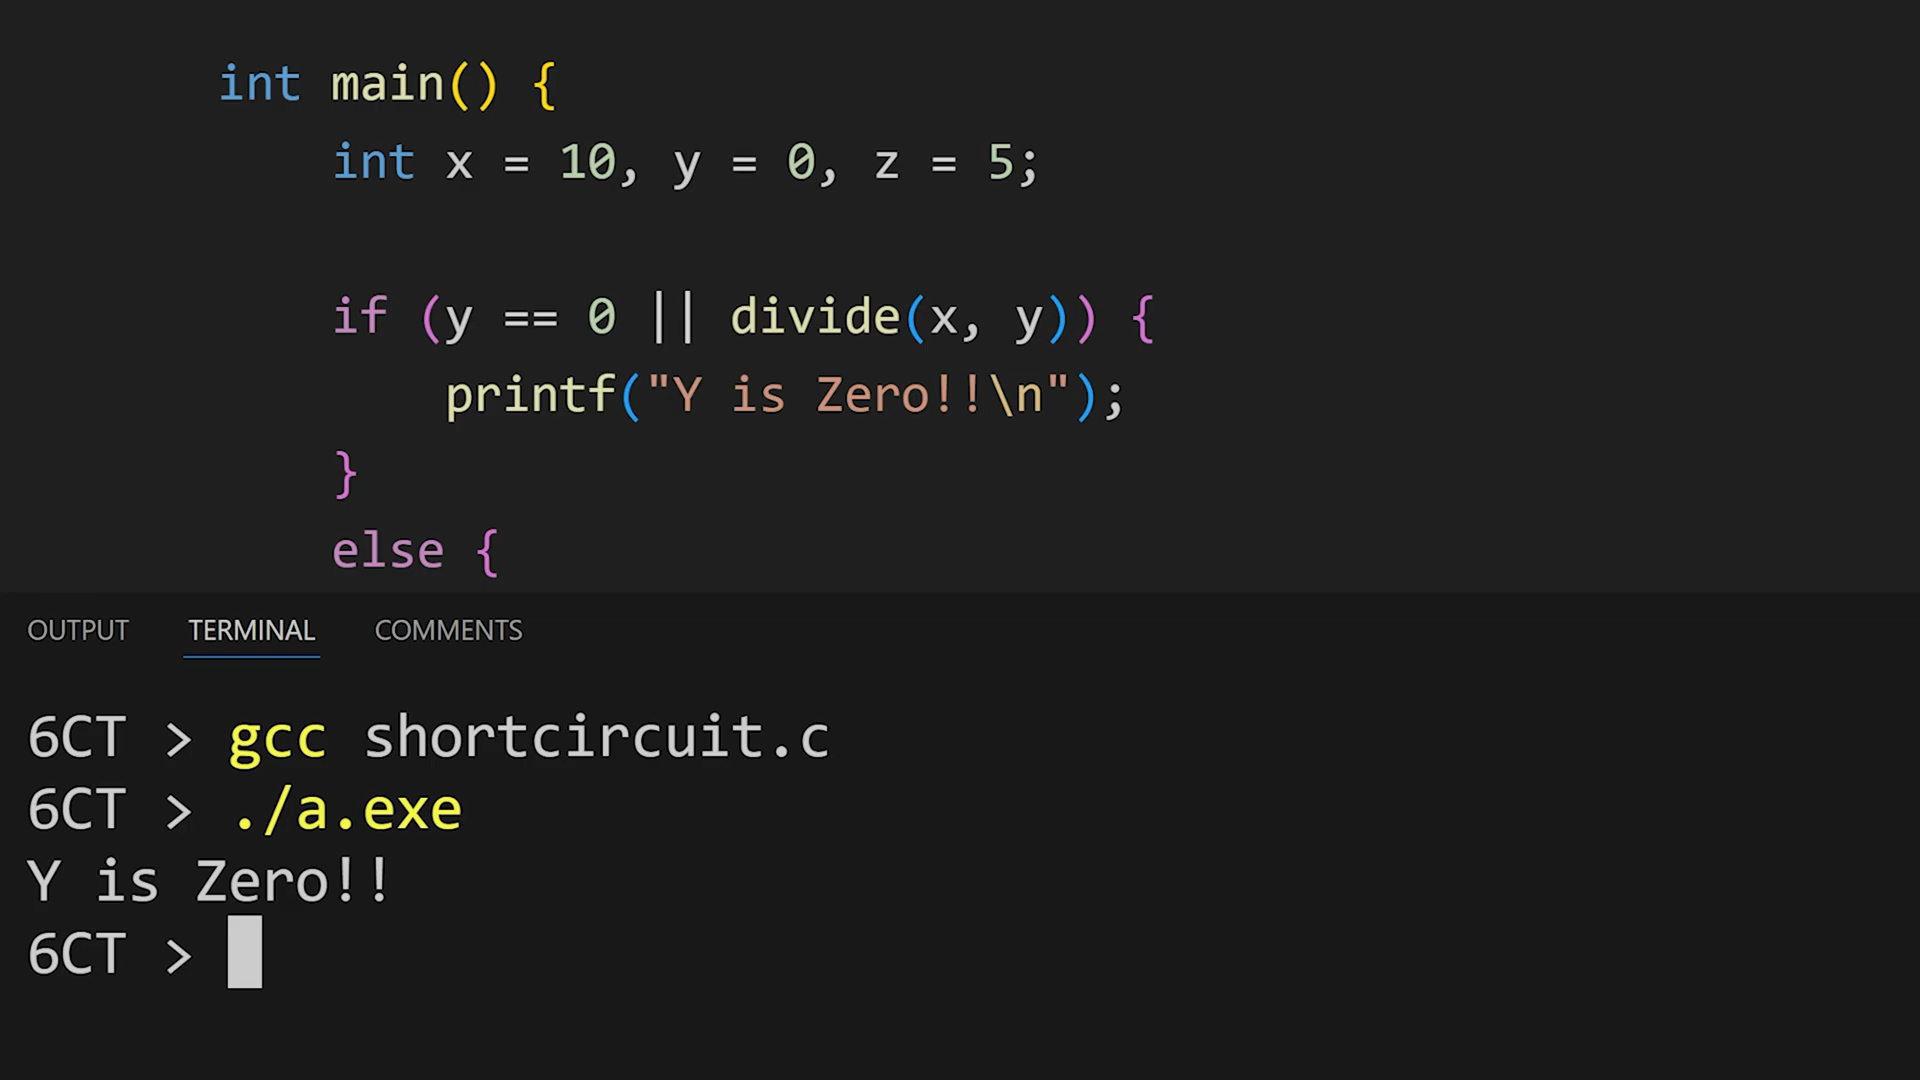 int main() {
int x = 10, y = 0, z = 5;
if (y == 0 || divide(x, y)) {
printf("Y is Zero!!\n");
}
else {
OUTPUT TERMINAL COMMENTS
6CT > gcc shortcircuit.c
6CT > ./a.exe
Y is Zero!!
6CT >